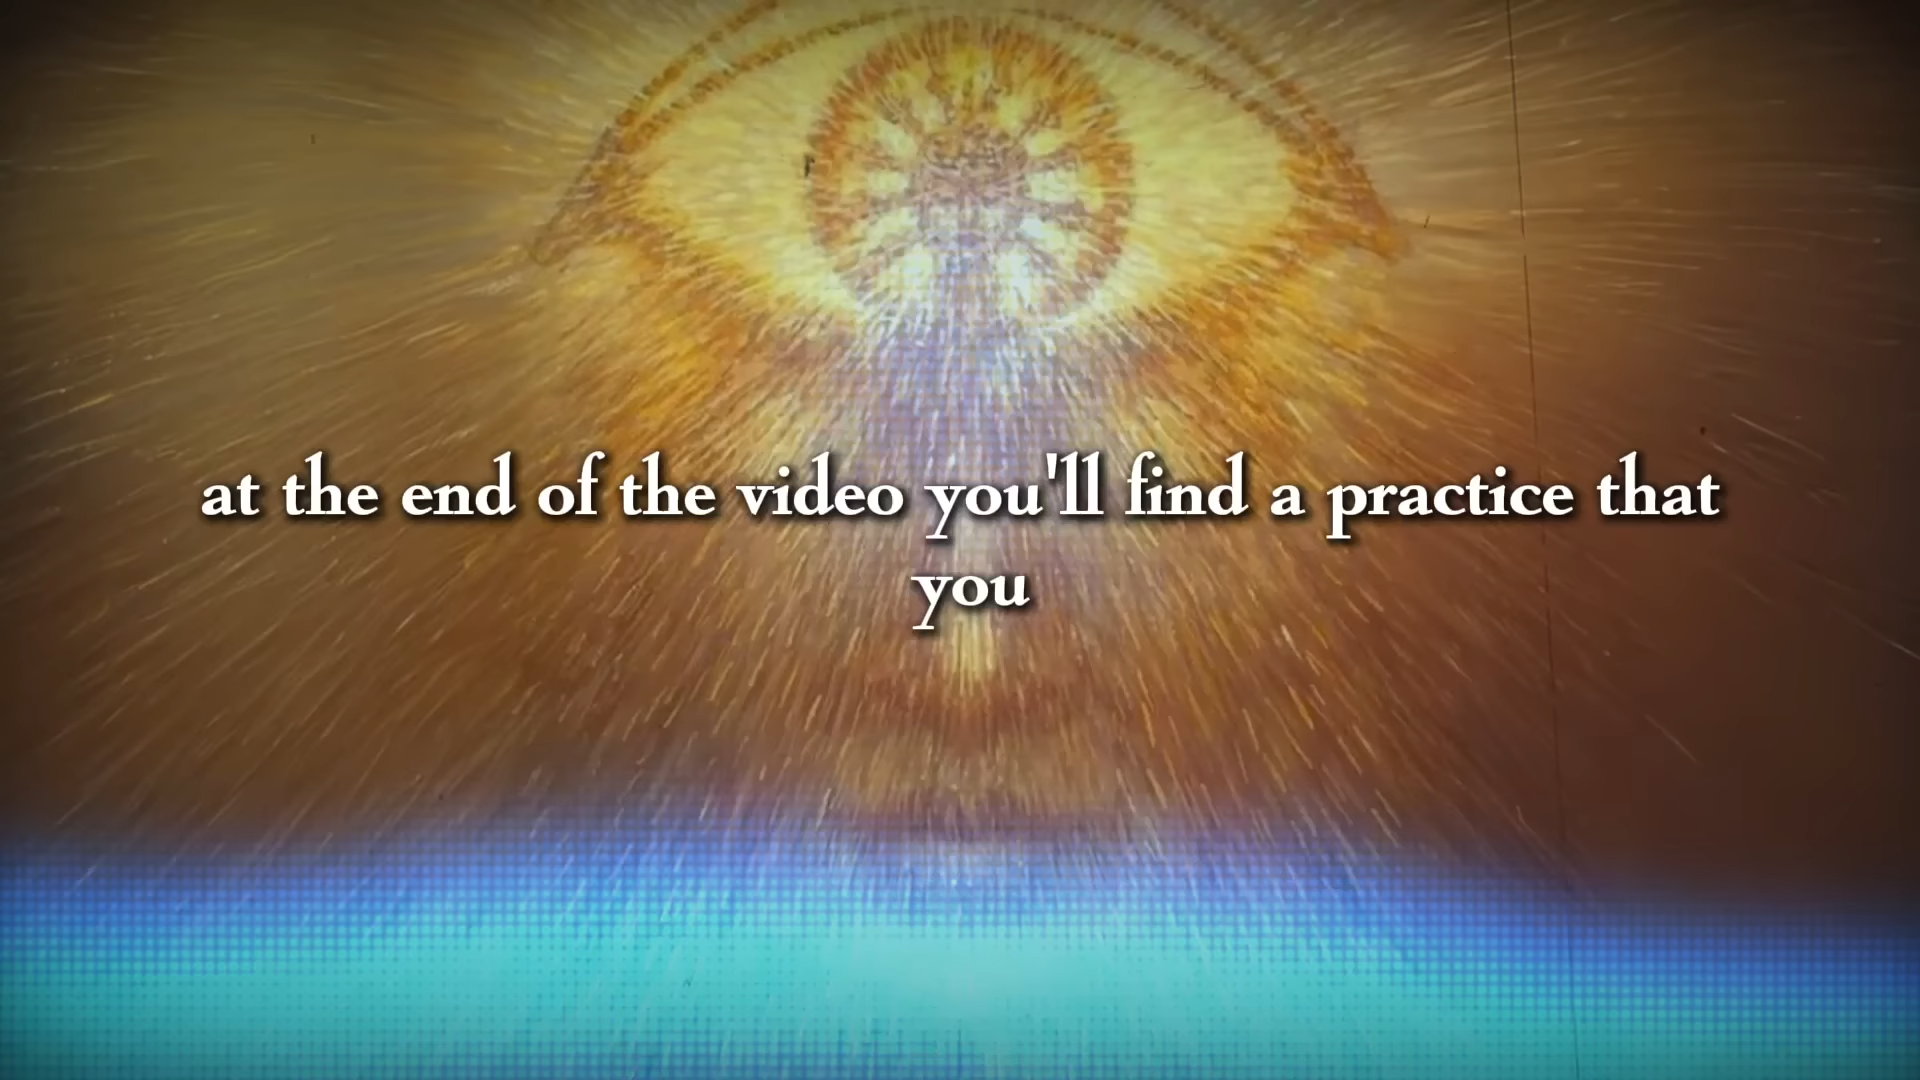 at the end of the video you'll find a practice that
you